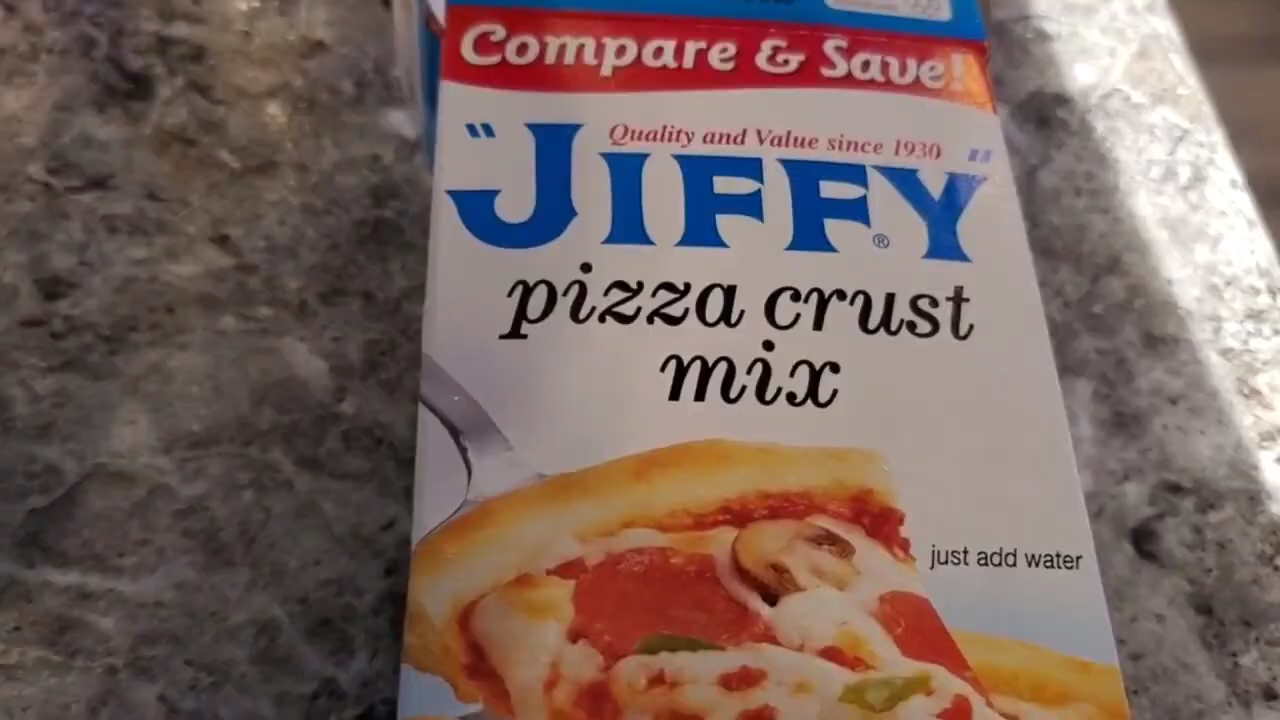 Compare & Save!
Quality and Value since 1930
"JIFFY"®
pizza crust
mix
just add water